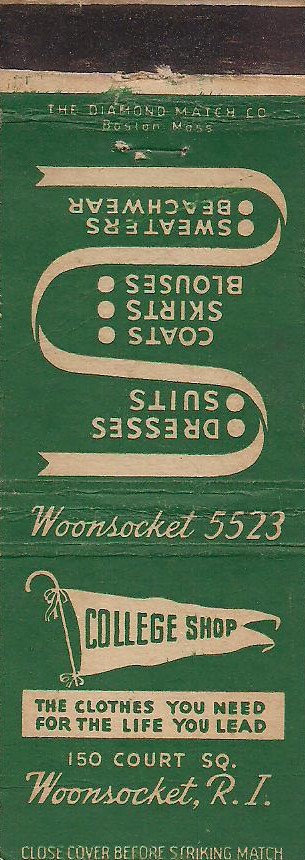 THE DIAMOND MATCH CO
Boston Mass
DRESSES
SUITS
COATS
SKIRTS
BLOUSES
SWEATERS
BEACHWEAR
Woonsocket 5523
COLLEGE SHOP
THE CLOTHES YOU NEED
FOR THE LIFE YOU LEAD
150 COURT SQ.
Woonsocket, R. I.
CLOSE COVER BEFORE STRIKING MATCH